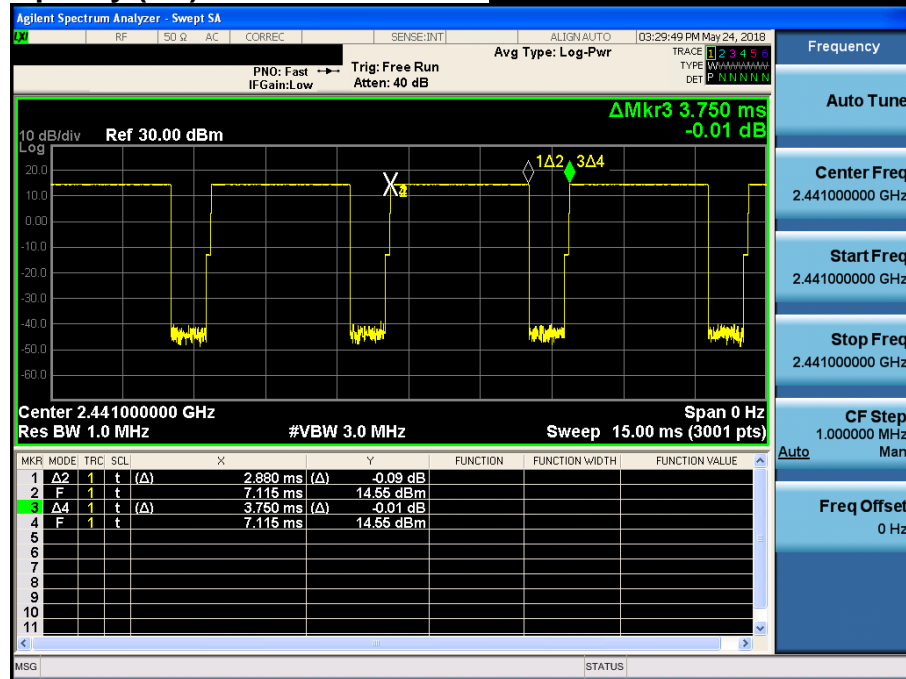 Agilent Spectrum Analyzer - Swept SA
LXI RF 50 Ω AC CORREC SENSE:INT ALIGN AUTO 03:29:49 PM May 24, 2018
Avg Type: Log-Pwr TRACE 1 2 3 4 5 6
PNO: Fast Trig: Free Run TYPE WWWWWW
IFGain:Low Atten: 40 dB DET P N N N N N
ΔMkr3 3.750 ms
-0.01 dB
10 dB/div Ref 30.00 dBm
Log
1Δ2 3Δ4
20.0
10.0
0.00
-10.0
-20.0
-30.0
-40.0
-50.0
-60.0
Center 2.441000000 GHz Span 0 Hz
Res BW 1.0 MHz #VBW 3.0 MHz Sweep 15.00 ms (3001 pts)
MKR MODE TRC SCL X Y FUNCTION FUNCTION WIDTH FUNCTION VALUE
1 Δ2 1 t (Δ) 2.880 ms (Δ) -0.09 dB
2 F 1 t 7.115 ms 14.55 dBm
3 Δ4 1 t (Δ) 3.750 ms (Δ) -0.01 dB
4 F 1 t 7.115 ms 14.55 dBm
5
6
7
8
9
10
11
MSG STATUS
Frequency
Auto Tune
Center Freq
2.441000000 GHz
Start Freq
2.441000000 GHz
Stop Freq
2.441000000 GHz
CF Step
1.000000 MHz
Auto Man
Freq Offset
0 Hz